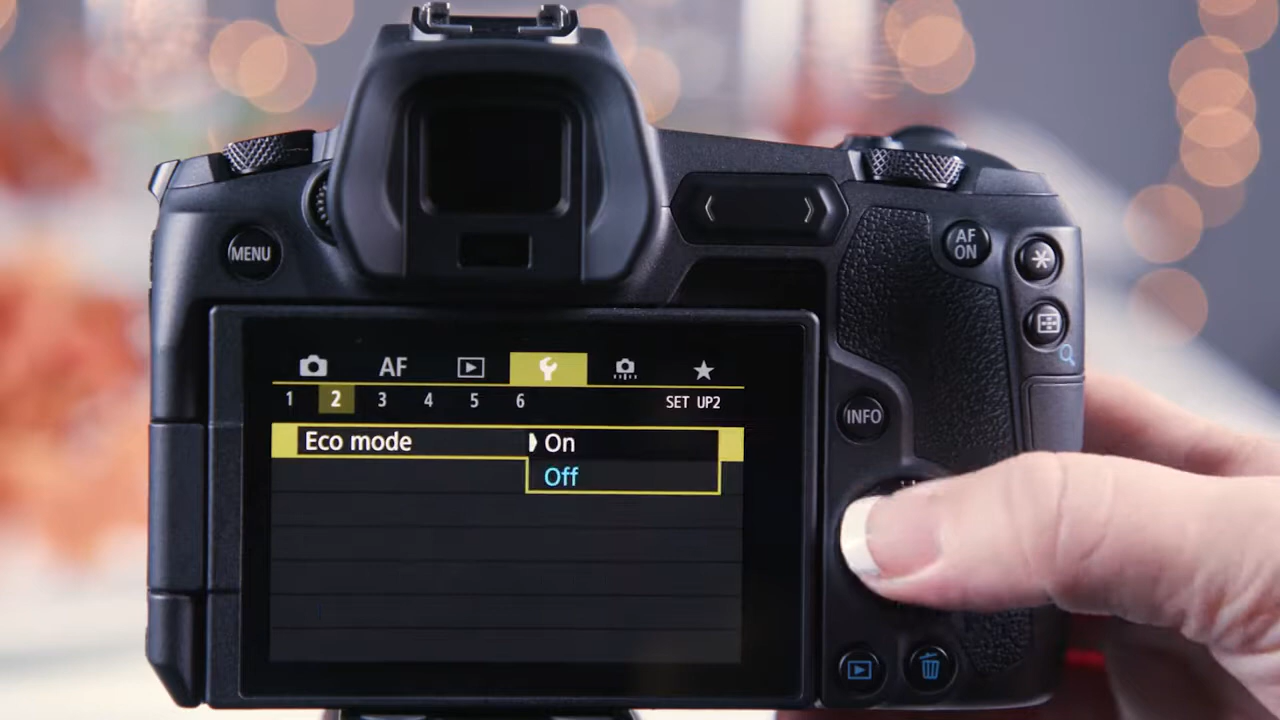 MENU
AF
ON
AF
1 2 3 4 5 6 SET UP2
Eco mode On
Off
INFO